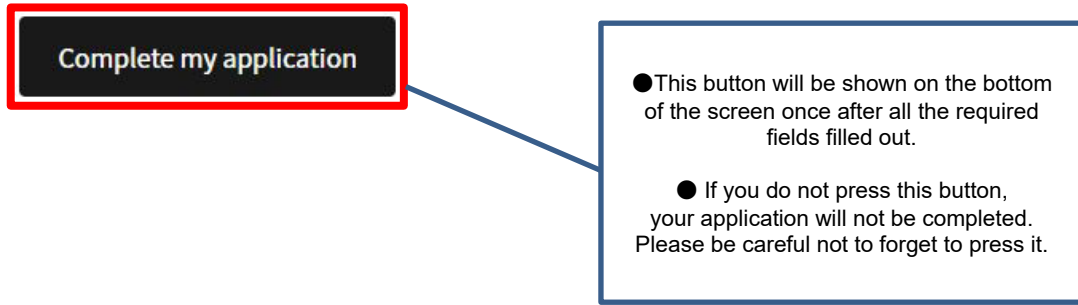 Complete my application
●This button will be shown on the bottom
of the screen once after all the required
fields filled out.
● If you do not press this button,
your application will not be completed.
Please be careful not to forget to press it.